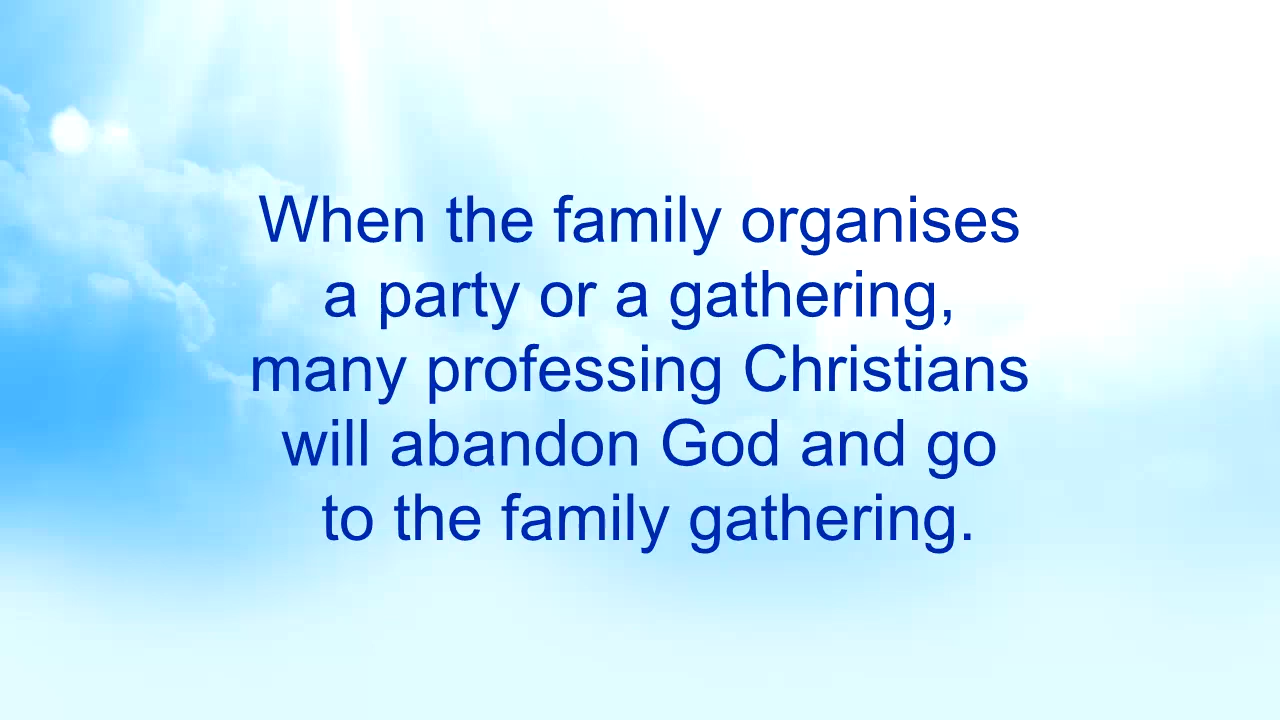 When the family organises
a party or a gathering,
many professing Christians
will abandon God and go
to the family gathering.